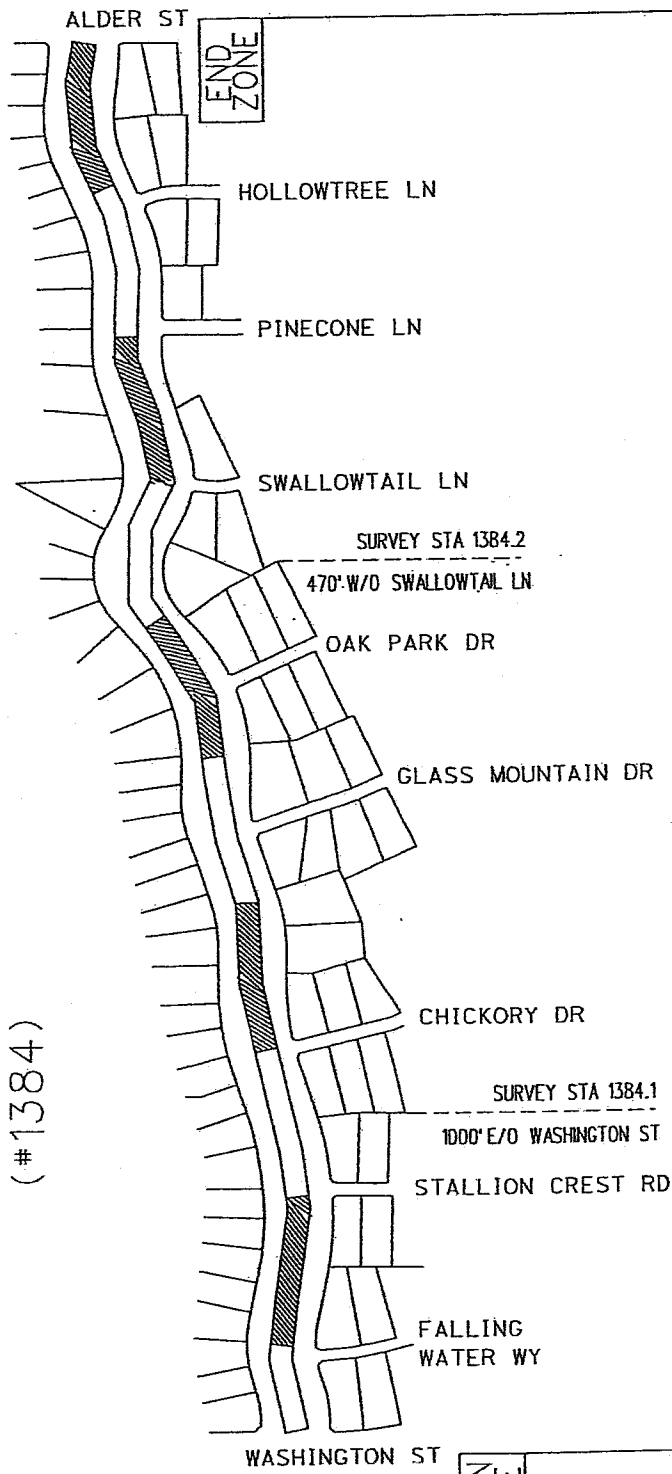 ALDER ST
END
ZONE
HOLLOWTREE LN
PINECONE LN
SWALLOWTAIL LN
SURVEY STA 1384.2
470' W/O SWALLOWTAIL LN
OAK PARK DR
GLASS MOUNTAIN DR
CHICKORY DR
(#1384)
SURVEY STA 1384.1
1000' E/O WASHINGTON ST
STALLION CREST RD
FALLING
WATER WY
WASHINGTON ST